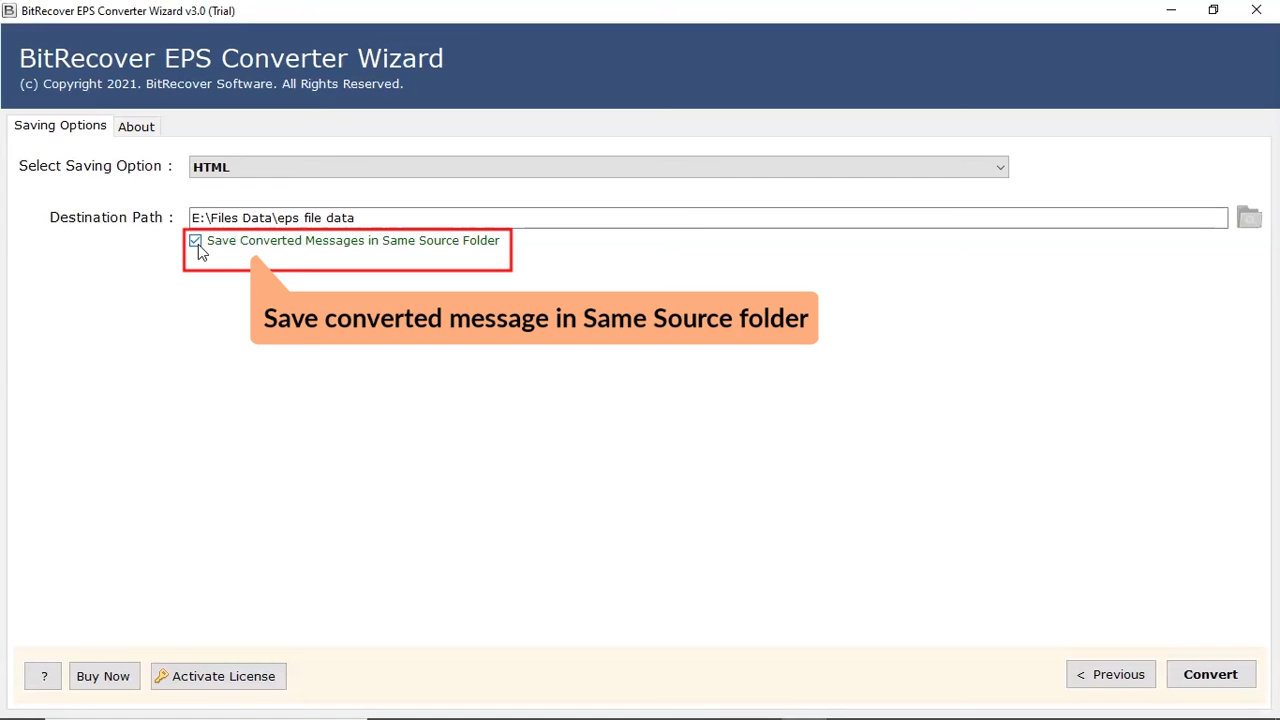 BitRecover EPS Converter Wizard v3.0 (Trial)
BitRecover EPS Converter Wizard
(c) Copyright 2021. BitRecover Software. All Rights Reserved.
Saving Options
About
Select Saving Option :
HTML
Destination Path :
E:\Files Data\eps file data
Save Converted Messages in Same Source Folder
Save converted message in Same Source folder
?
Buy Now
Activate License
< Previous
Convert